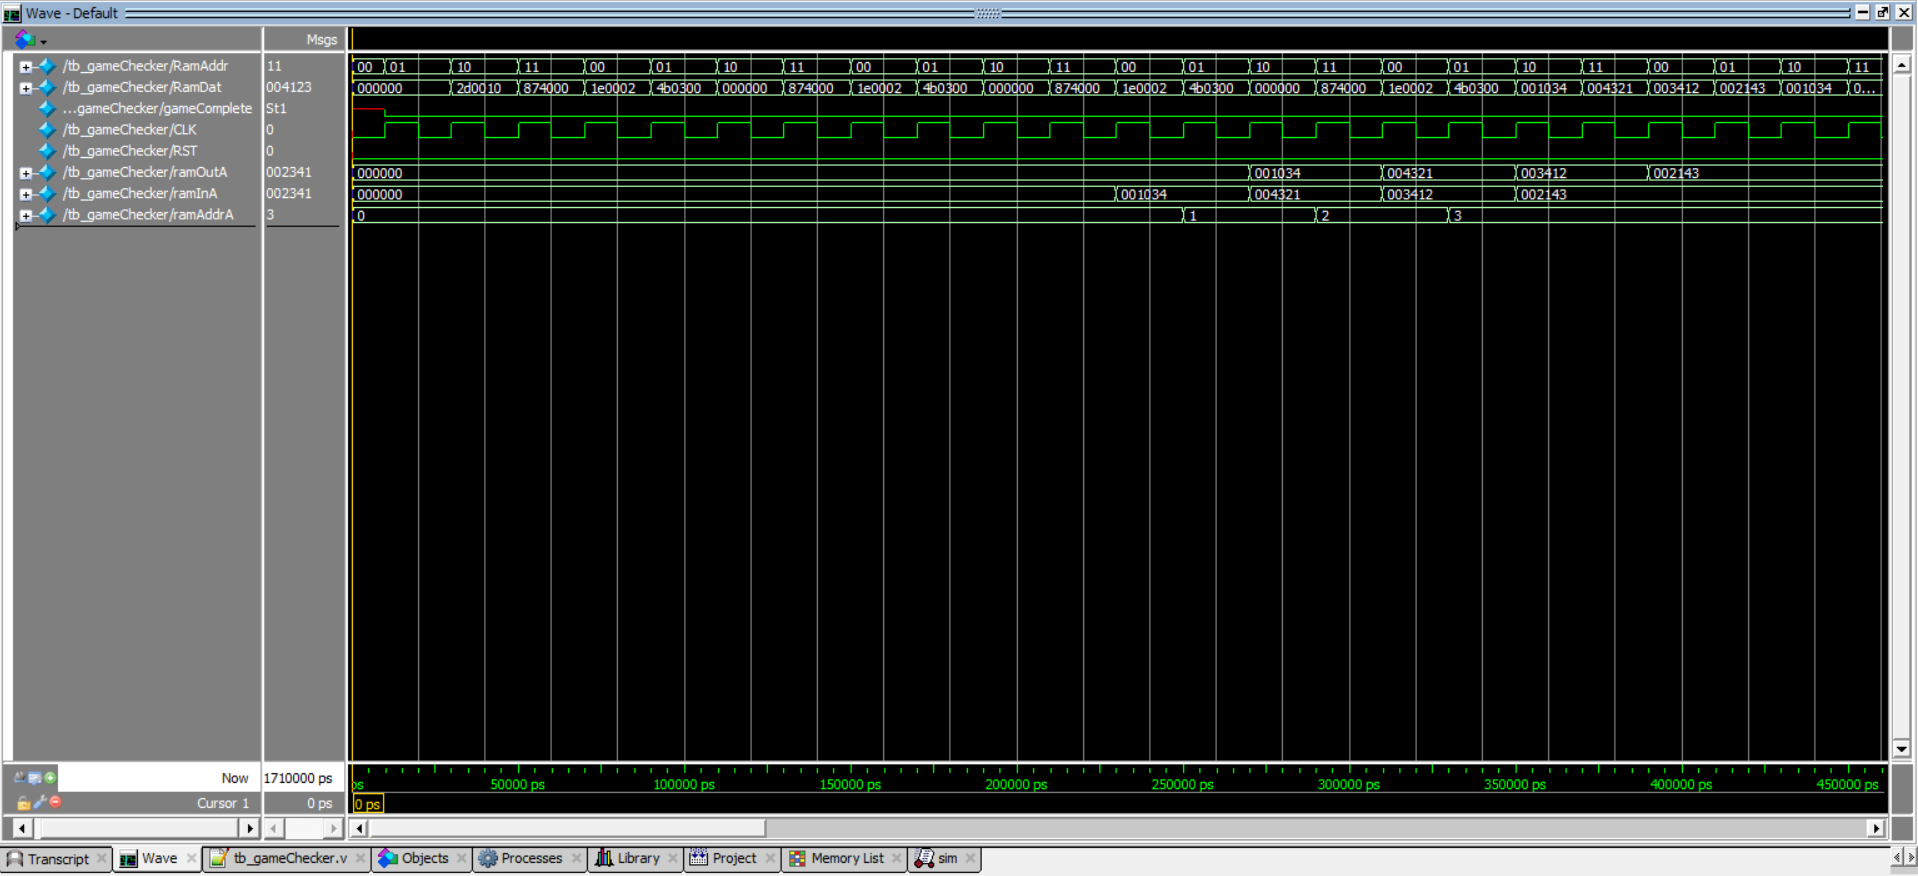 Wave - Default
Msgs
/tb_gameChecker/RamAddr 11 00 01 10 11 00 01 10 11 00 01 10 11 00 01 10 11 00 01 10 11 00 01 10 11
/tb_gameChecker/RamDat 004123 000000 2d0010 874000 1e0002 4b0300 000000 874000 1e0002 4b0300 000000 874000 1e0002 4b0300 000000 874000 1e0002 4b0300 001034 004321 003412 002143 001034 0...
...gameChecker/gameComplete St1
/tb_gameChecker/CLK 0
/tb_gameChecker/RST 0
/tb_gameChecker/ramOutA 002341 000000 001034 004321 003412 002143
/tb_gameChecker/ramInA 002341 000000 001034 004321 003412 002143
/tb_gameChecker/ramAddrA 3 0 1 2 3
Now 1710000 ps ps 50000 ps 100000 ps 150000 ps 200000 ps 250000 ps 300000 ps 350000 ps 400000 ps 450000 ps
Cursor 1 0 ps 0 ps
Transcript Wave tb_gameChecker.v Objects Processes Library Project Memory List sim